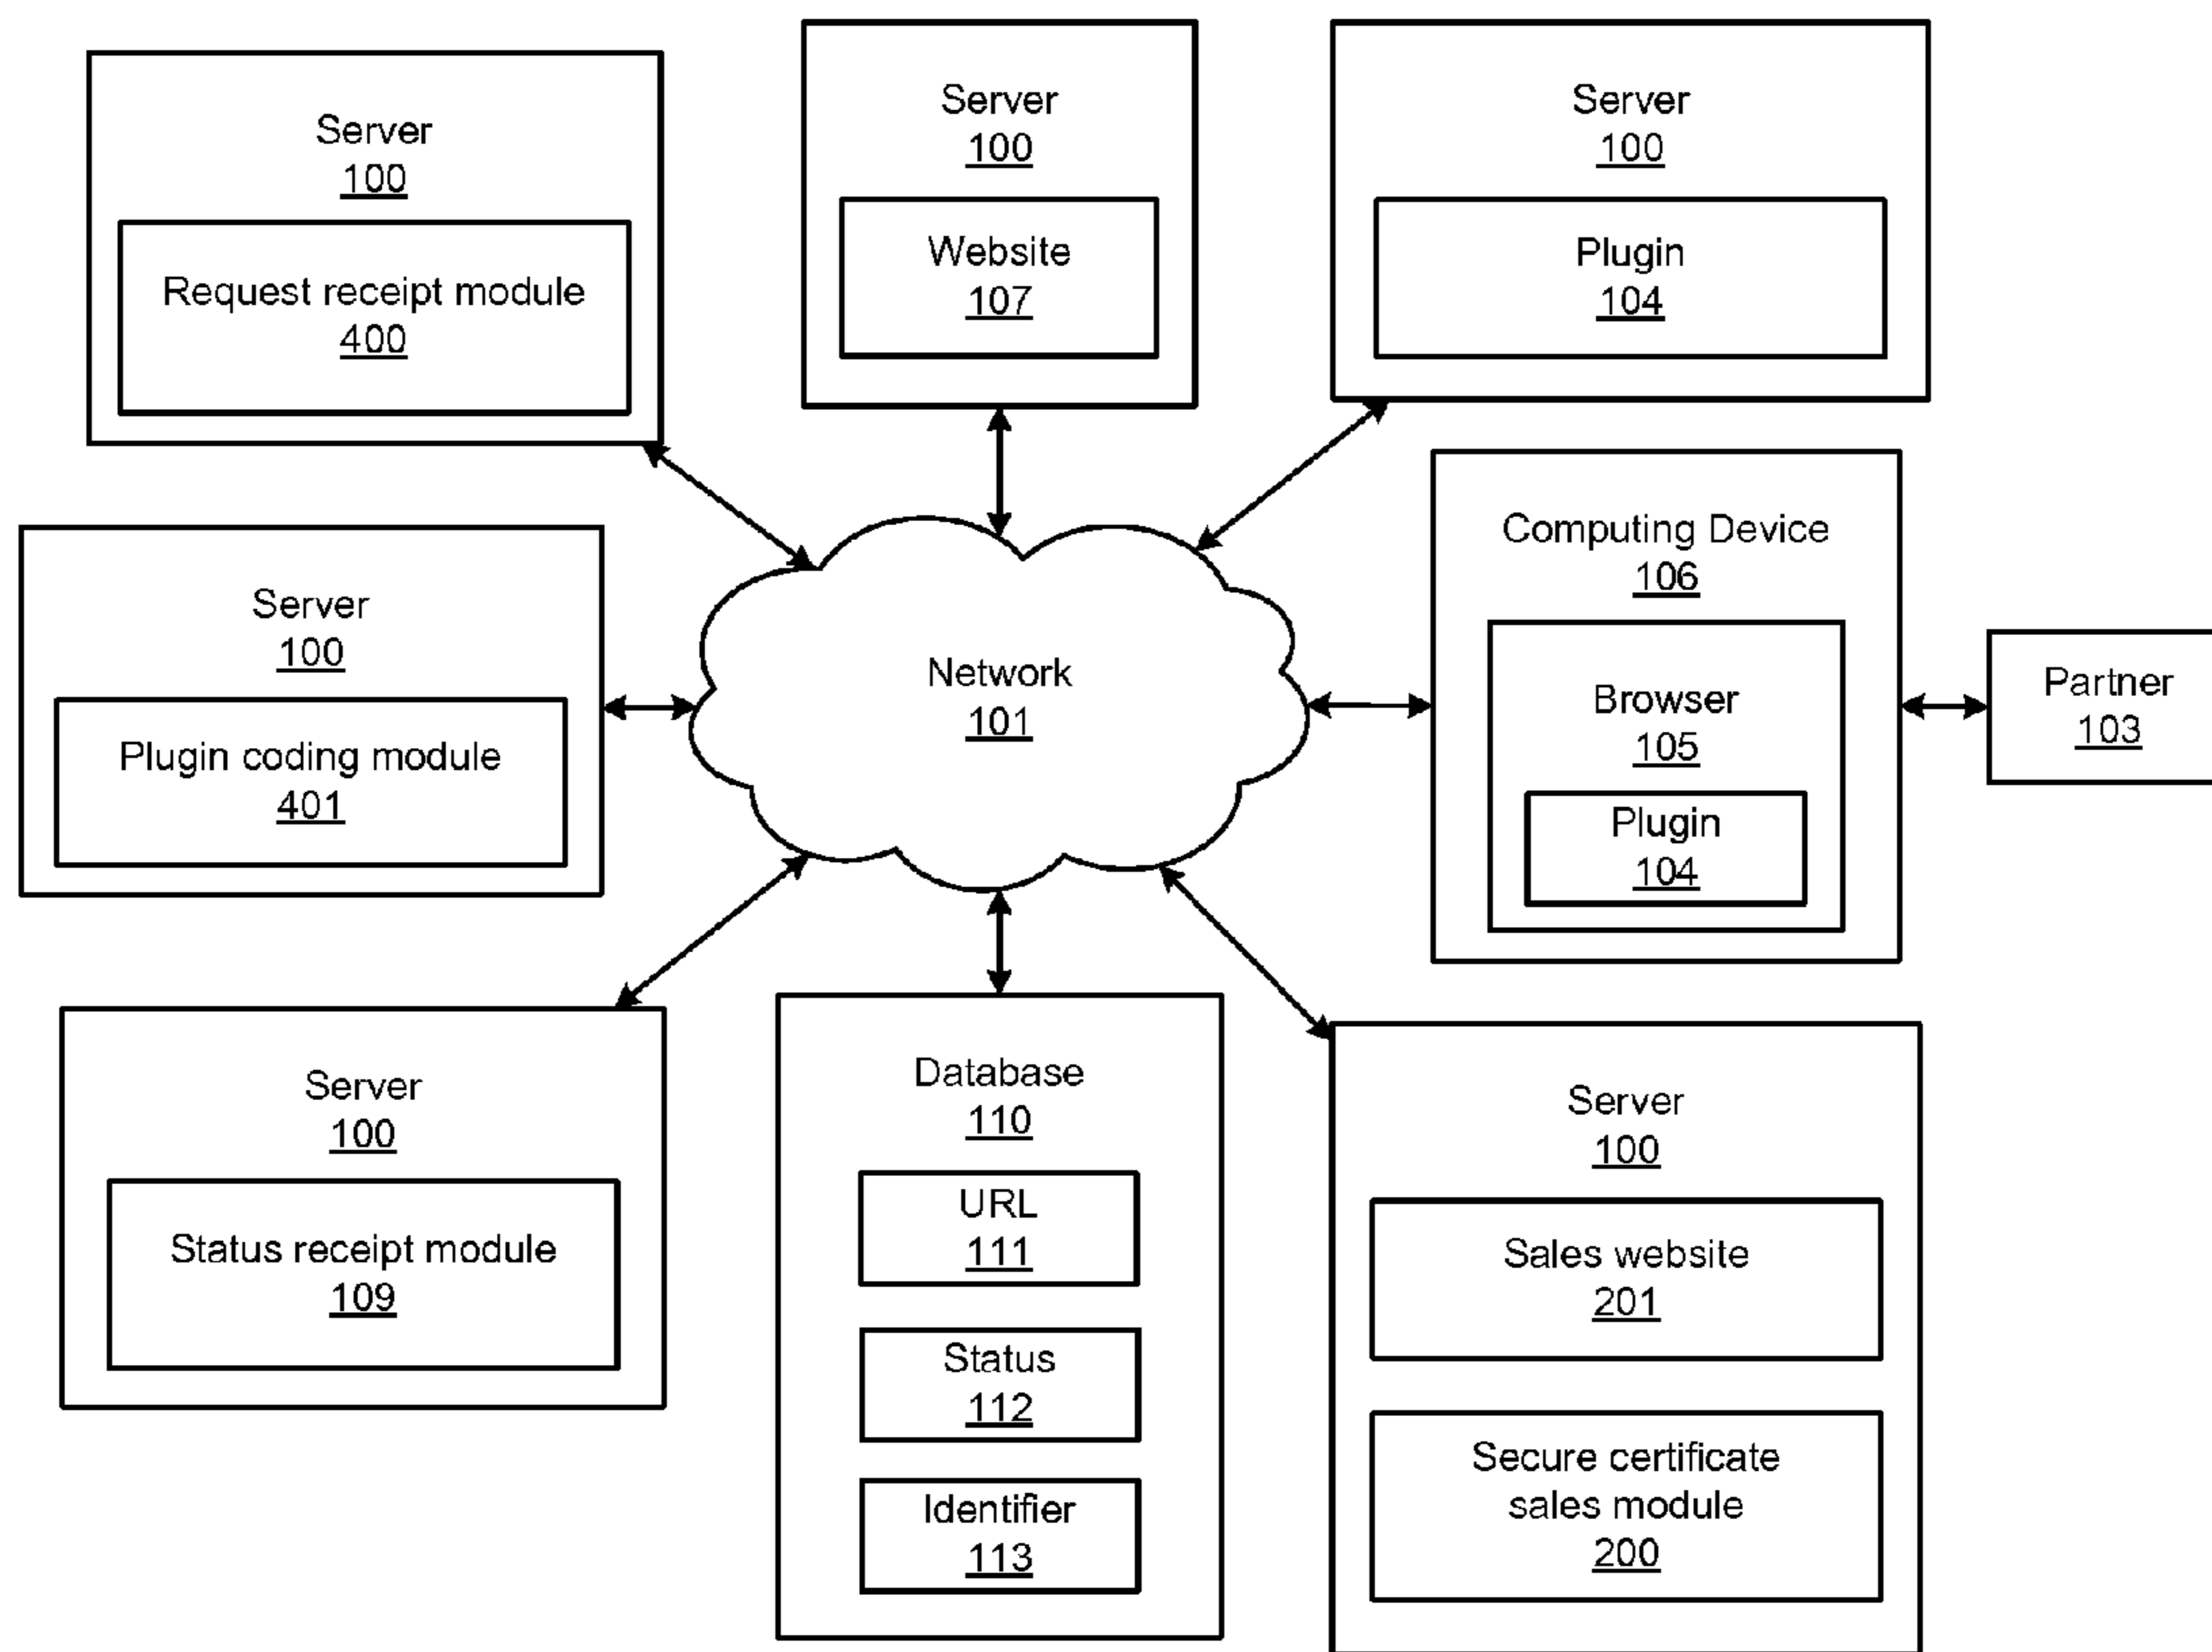 Server
100
Request receipt module
400
Server
100
Website
107
Server
100
Plugin
104
Server
100
Plugin coding module
401
Network
101
Computing Device
106
Browser
105
Plugin
104
Partner
103
Server
100
Status receipt module
109
Database
110
URL
111
Status
112
Identifier
113
Server
100
Sales website
201
Secure certificate
sales module
200